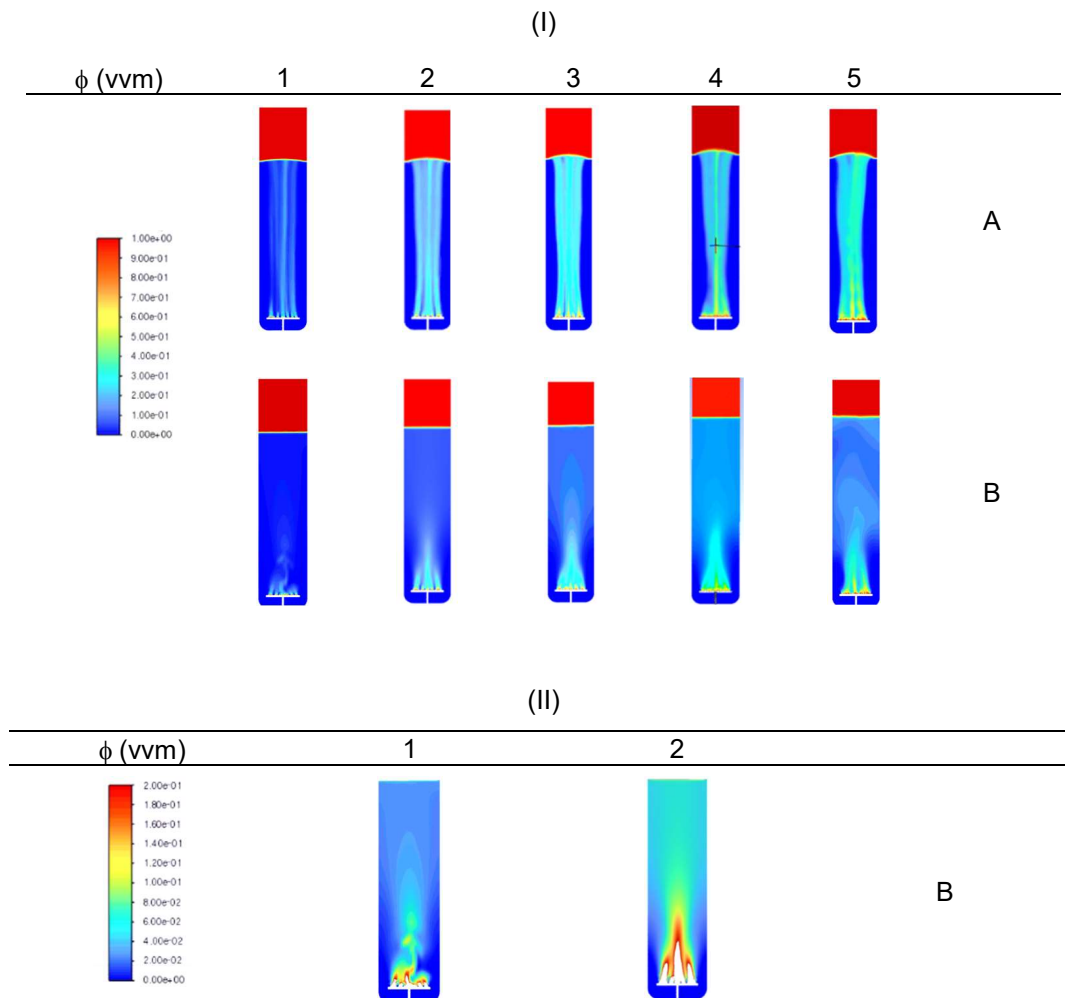 (I)
ϕ (vvm) 1 2 3 4 5
A
1.00e+00
9.00e-01
8.00e-01
7.00e-01
6.00e-01
5.00e-01
4.00e-01
3.00e-01
2.00e-01
1.00e-01
0.00e+00
B
(II)
ϕ (vvm) 1 2
2.00e-01
1.80e-01
1.60e-01
1.40e-01
1.20e-01
1.00e-01
8.00e-02
6.00e-02
4.00e-02
2.00e-02
0.00e+00
B